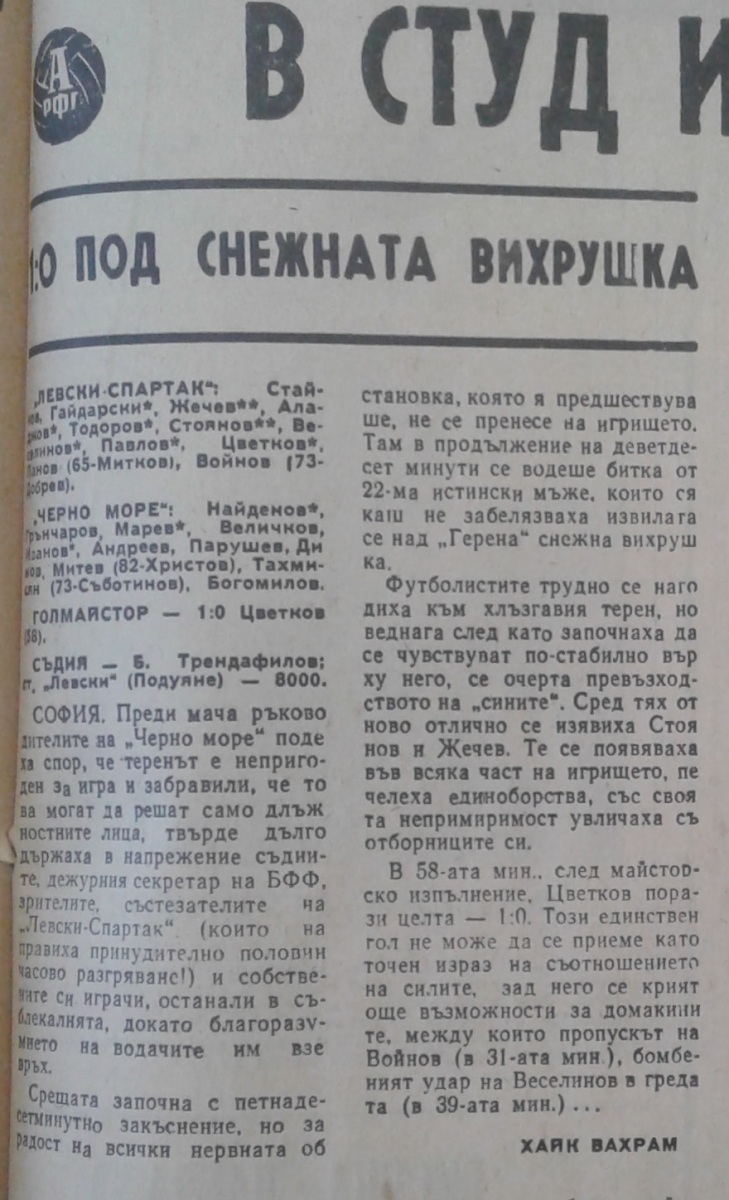 А
РФГ
В СТУД И
1:0 ПОД СНЕЖНАТА ВИХРУШКА
„ЛЕВСКИ-СПАРТАК“: Стай-
Гайдарски*, Жечев**, Ала-
Тодоров*, Стоянов**, Ве-
Павлов*, Цветков*,
(65-Митков), Войнов (73-
Добрев).
„ЧЕРНО МОРЕ“: Найденов*,
Марев*, Величков,
Андреев, Парушев, Ди
Митев (82-Христов), Тахми-
(73-Съботинов), Богомилов.
ГОЛМАЙСТОР — 1:0 Цветков
(58).
СЪДИЯ — Б. Трендафилов;
ст. „Левски“ (Подуяне) — 8000.
СОФИЯ. Преди мача ръково
дителите на „Черно море“ поде
ха спор, че теренът е непригo-
ден за игра и забравили, че то
ва могат да решат само длъж
ностните лица, твърде дълго
държаха в напрежение съдии-
те, дежурния секретар на БФФ,
зрителите, състезателите на
„Левски-Спартак“ (които на
правиха принудително половин
часово разгряване!) и собстве-
ните си играчи, останали в съ-
блекалнята, докато благоразу-
мието на водачите им взе
връх.
Срещата започна с петнаде-
сетминутно закъснение, но за
радост на всички нервната об
становка, която я предшествува
ше, не се пренесе на игрището.
Там в продължение на деветде-
сет минути се водеше битка от
22-ма истински мъже, които ся
каш не забелязваха извилага
се над „Герена“ снежна вихруш
ка.
Футболистите трудно се наго
диха към хлъзгавия терен, но
веднага след като започнаха да
се чувствуват по-стабилно вър
ху него, се очерта превъзход-
ството на „сините“. Сред тях от
ново отлично се изявиха Стоя
нов и Жечев. Те се появяваха
във всяка част на игрището, пе
челеха единоборства, със своя
та непримиримост увличаха съ
отборниците си.
В 58-ата мин., след майстор-
ско изпълнение, Цветков пора-
зи целта — 1:0. Този единствен
гол не може да се приеме като
точен израз на съотношението
на силите, зад него се крият
още възможности за домакини
те, между които пропускът на
Войнов (в 31-ата мин.), бомбе-
ният удар на Веселинов в греда
та (в 39-ата мин.)...
ХАЙК ВАХРАМ